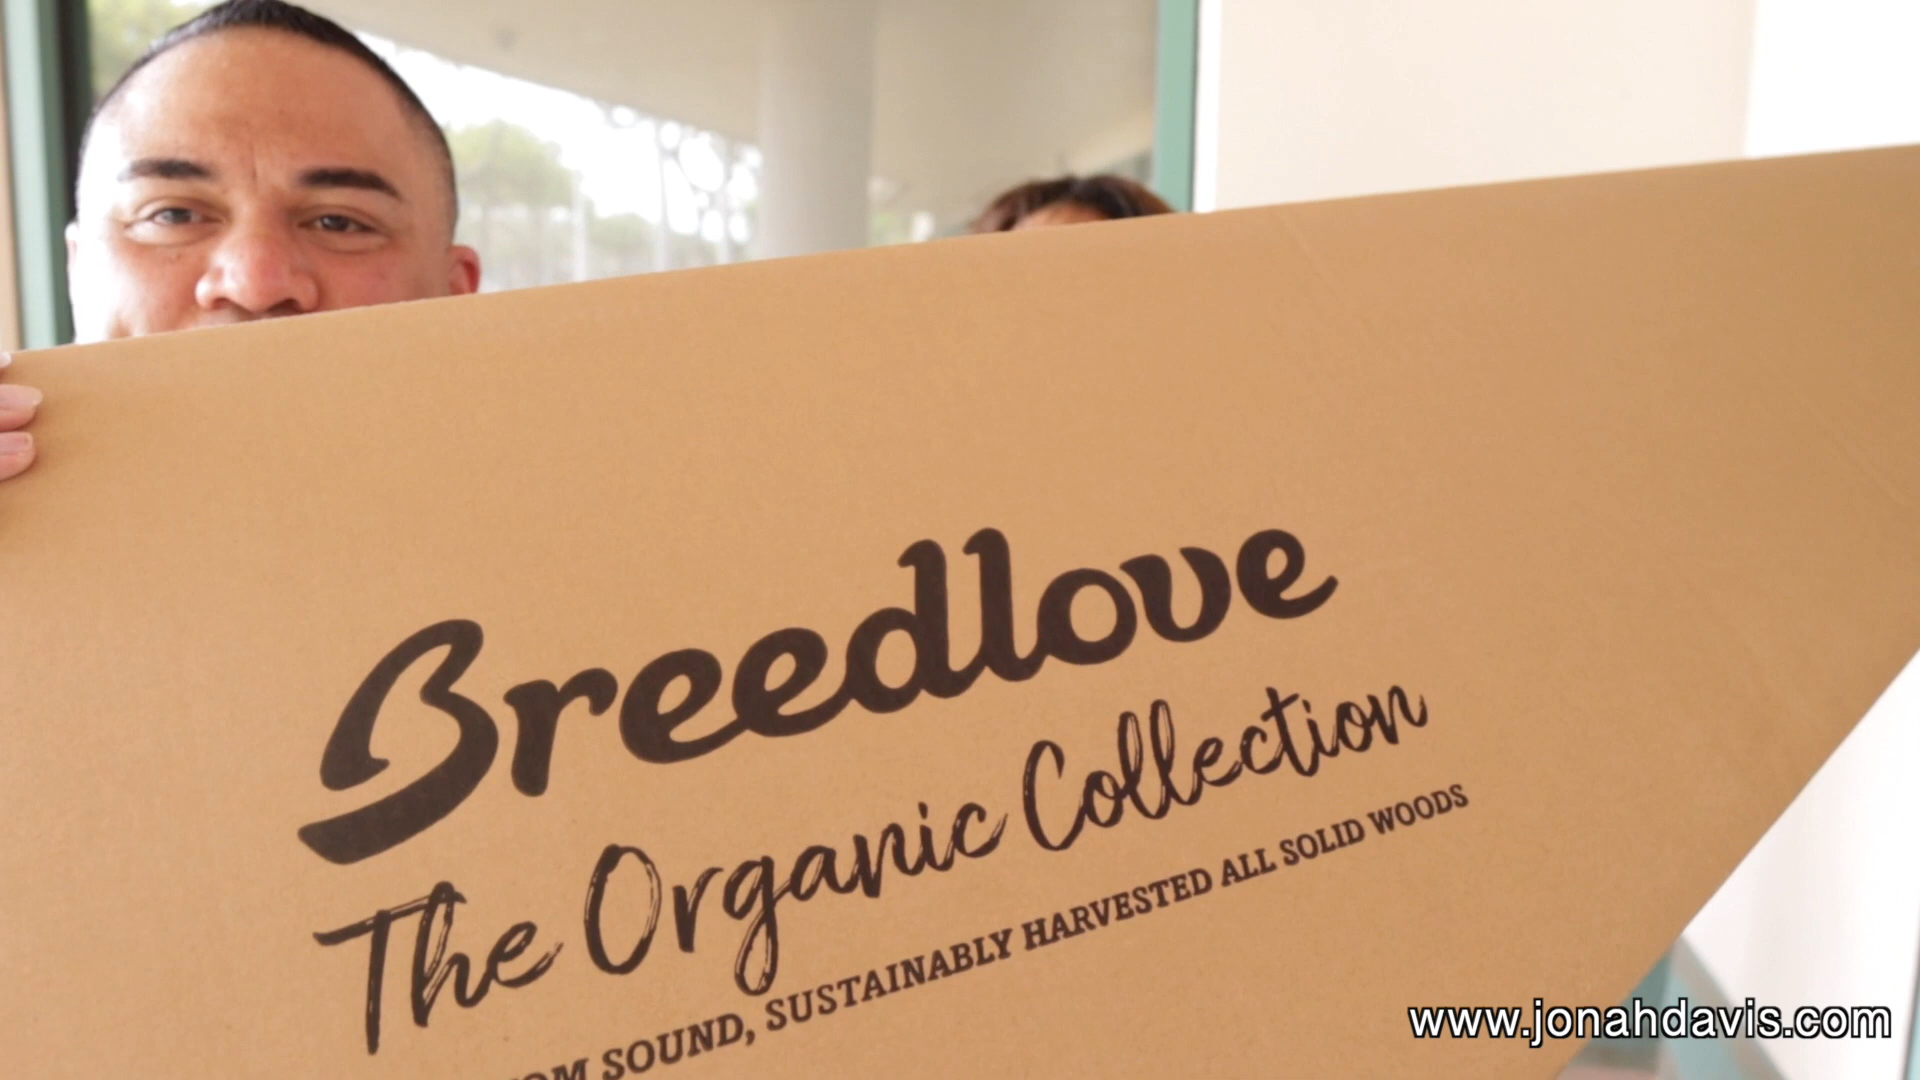 Breedlove
The Organic Collection
SOUND, SUSTAINABLY HARVESTED ALL SOLID WOODS
www.jonahdavis.com